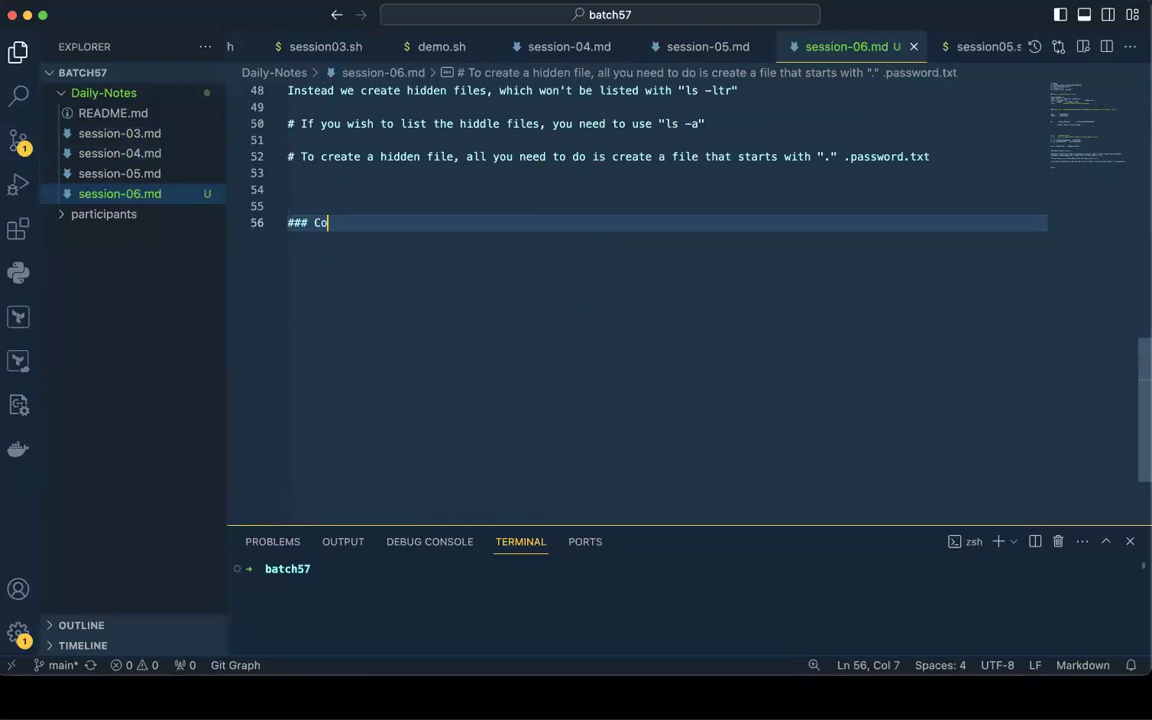 batch57
EXPLORER
h
session03.sh
demo.sh
session-04.md
session-05.md
session-06.md U
session05.s
BATCH57
Daily-Notes > session-06.md > # To create a hidden file, all you need to do is create a file that starts with "." .password.txt
Daily-Notes
README.md
session-03.md
session-04.md
session-05.md
session-06.md U
participants
48 Instead we create hidden files, which won't be listed with "ls -ltr"
49
50 # If you wish to list the hiddle files, you need to use "ls -a"
51
52 # To create a hidden file, all you need to do is create a file that starts with "." .password.txt
53
54
55
56 ### Co
1
PROBLEMS OUTPUT DEBUG CONSOLE TERMINAL PORTS
zsh
batch57
OUTLINE
TIMELINE
1
main* 0 0 0 Git Graph
Ln 56, Col 7 Spaces: 4 UTF-8 LF Markdown